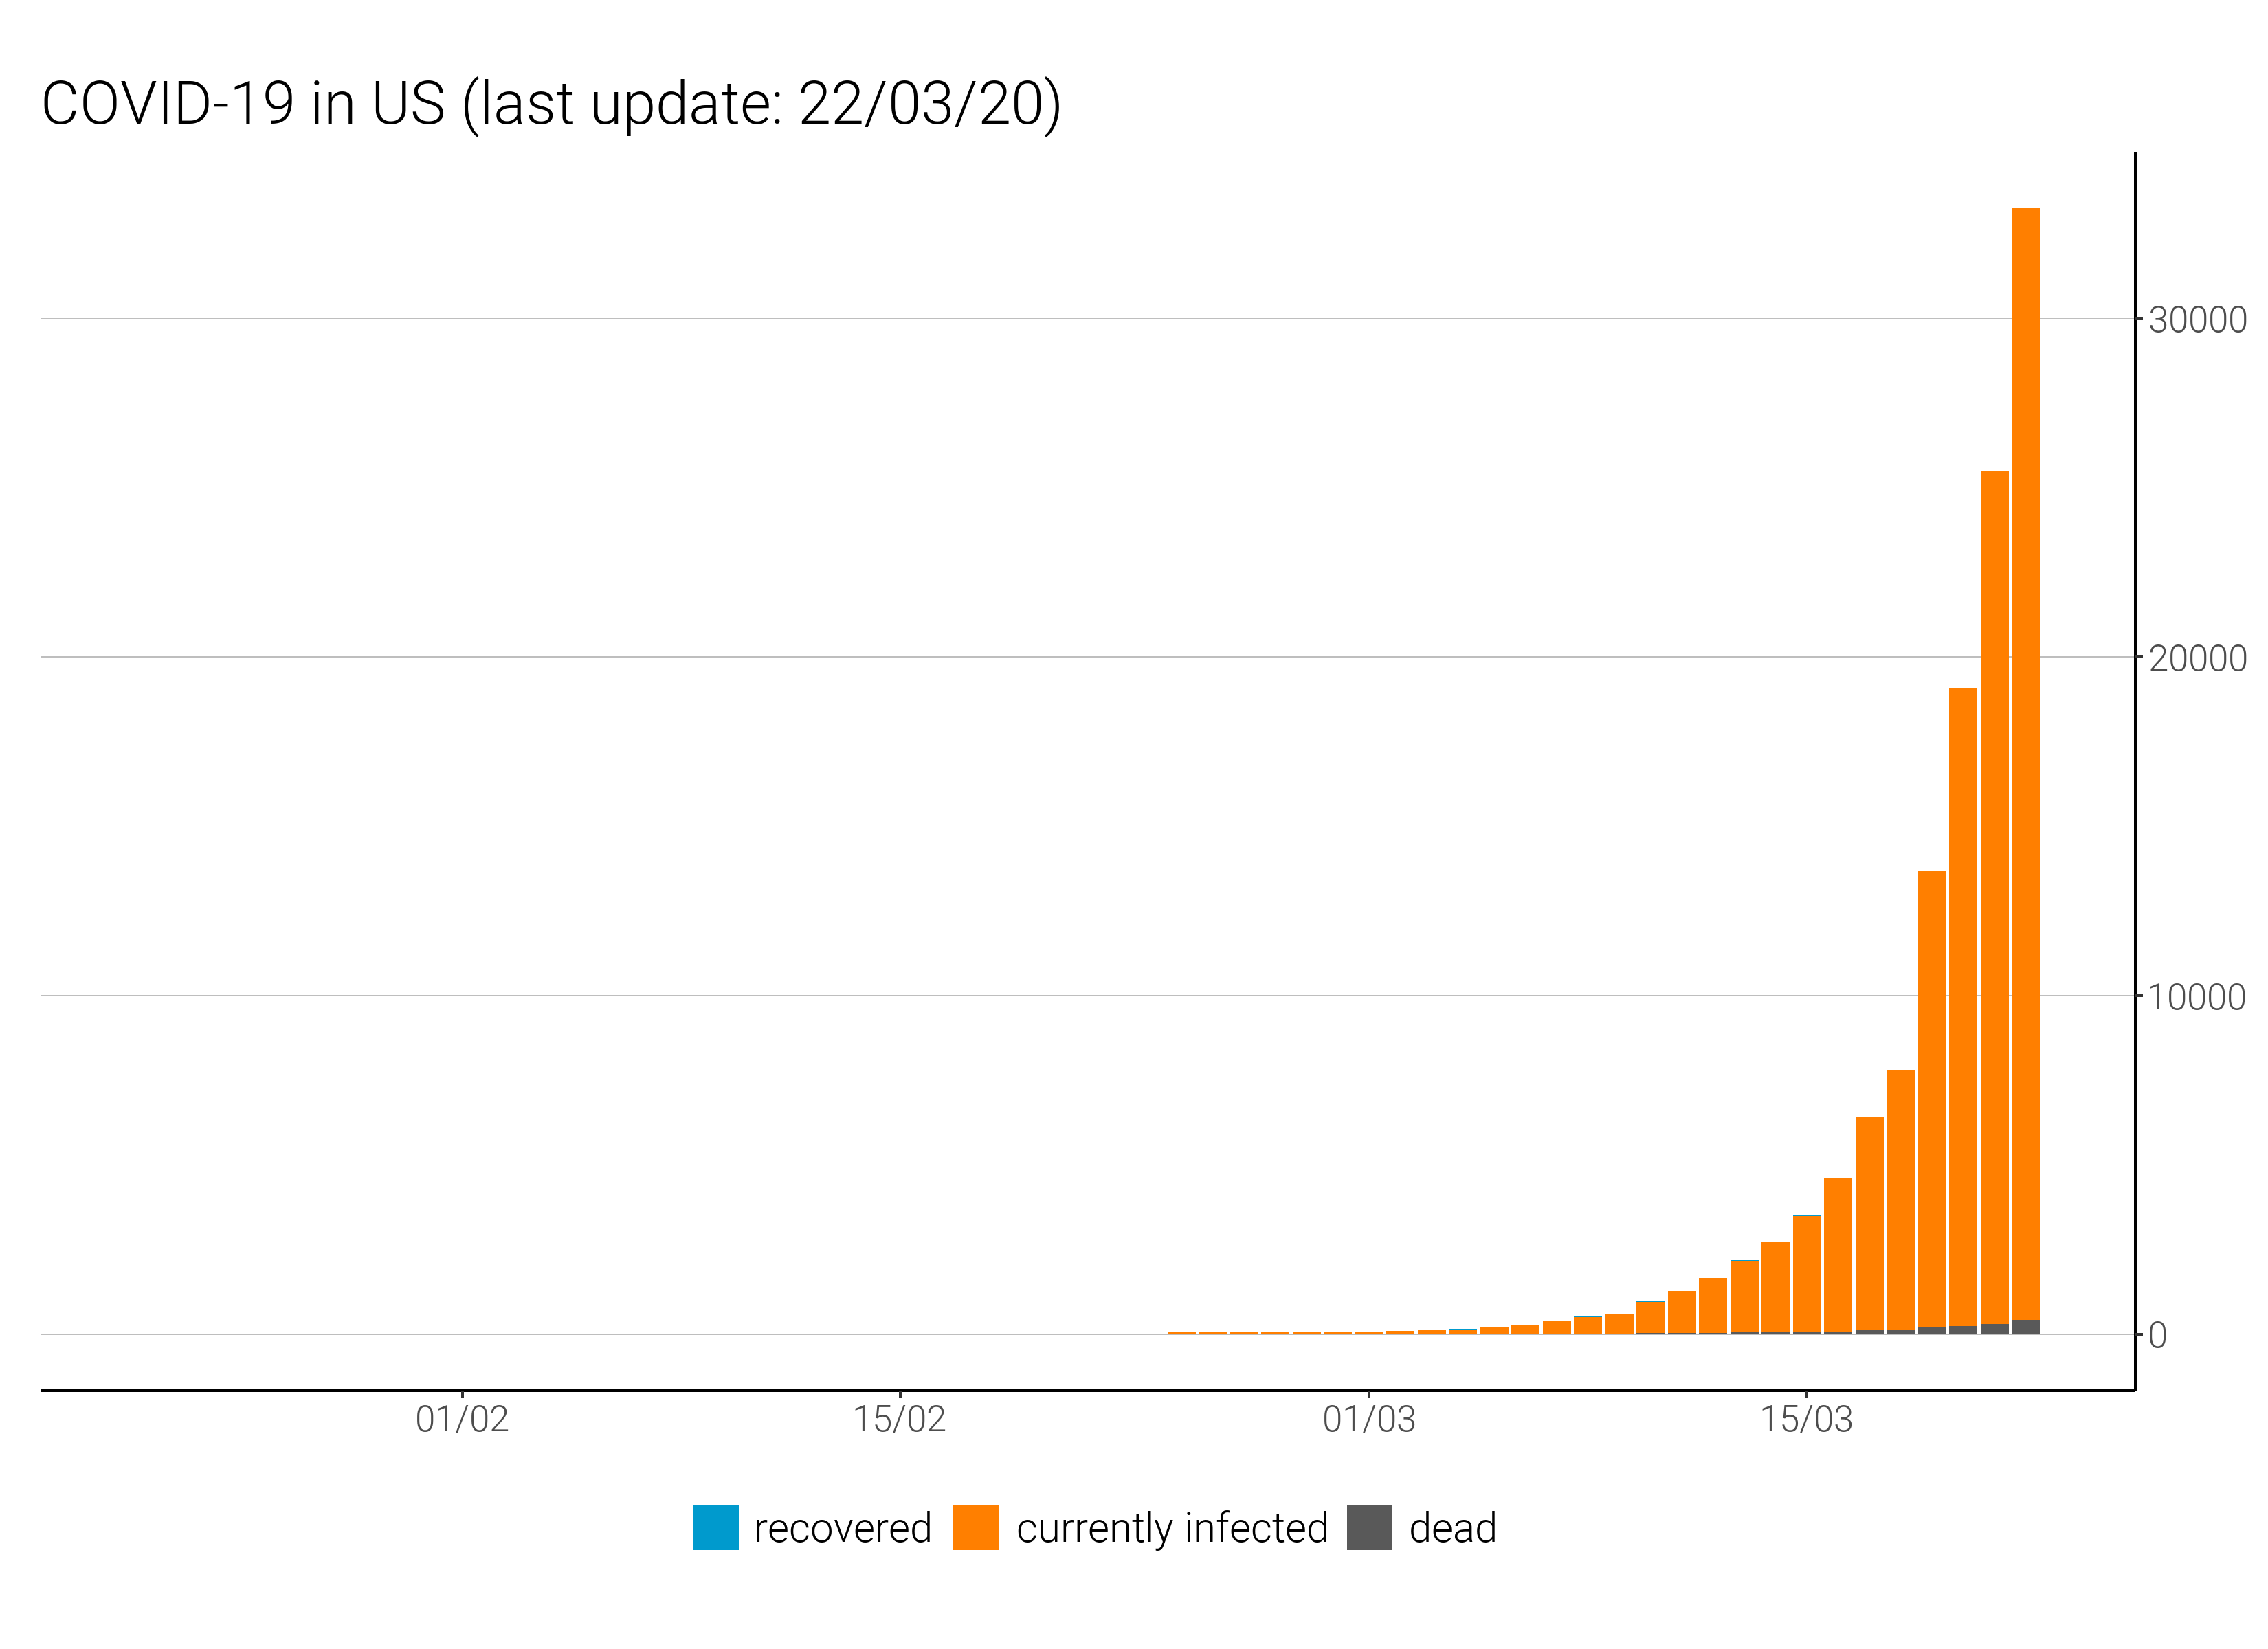 COVID-19 in US (last update: 22/03/20)
30000
20000
10000
0
01/02 15/02 01/03 15/03
recovered currently infected dead